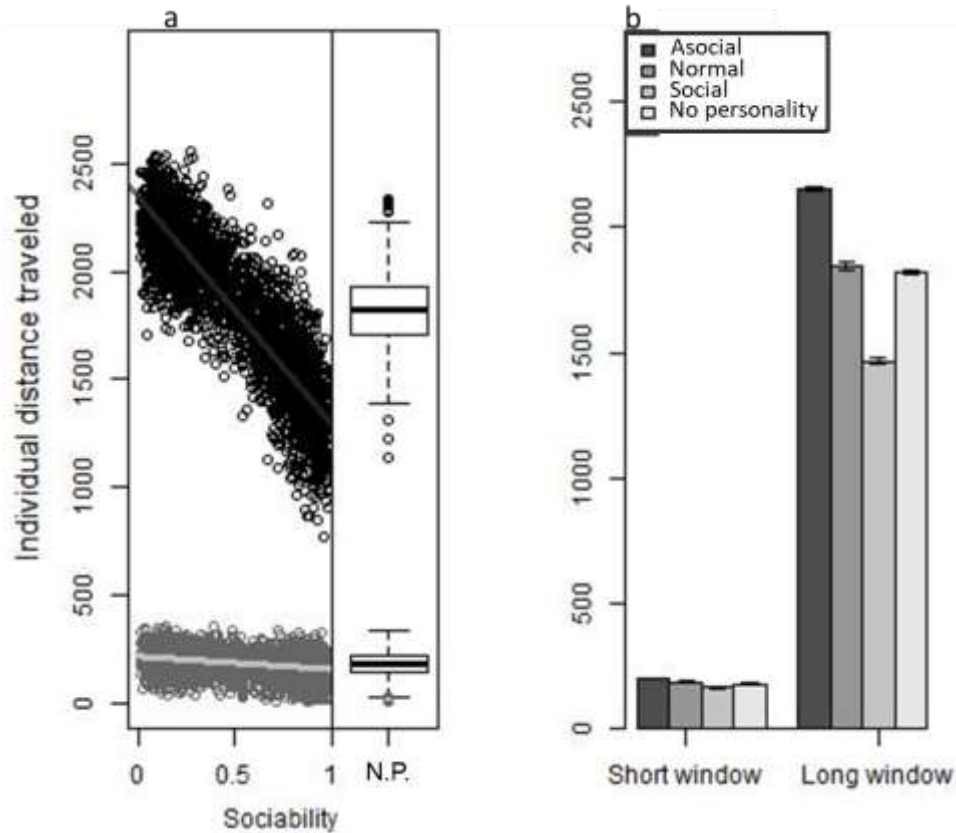 a
Individual distance traveled
2500
2000
1500
1000
500
0
0 0.5 1 N.P.
Sociability
b
Asocial
Normal
Social
No personality
2500
2000
1500
1000
500
0
Short window Long window